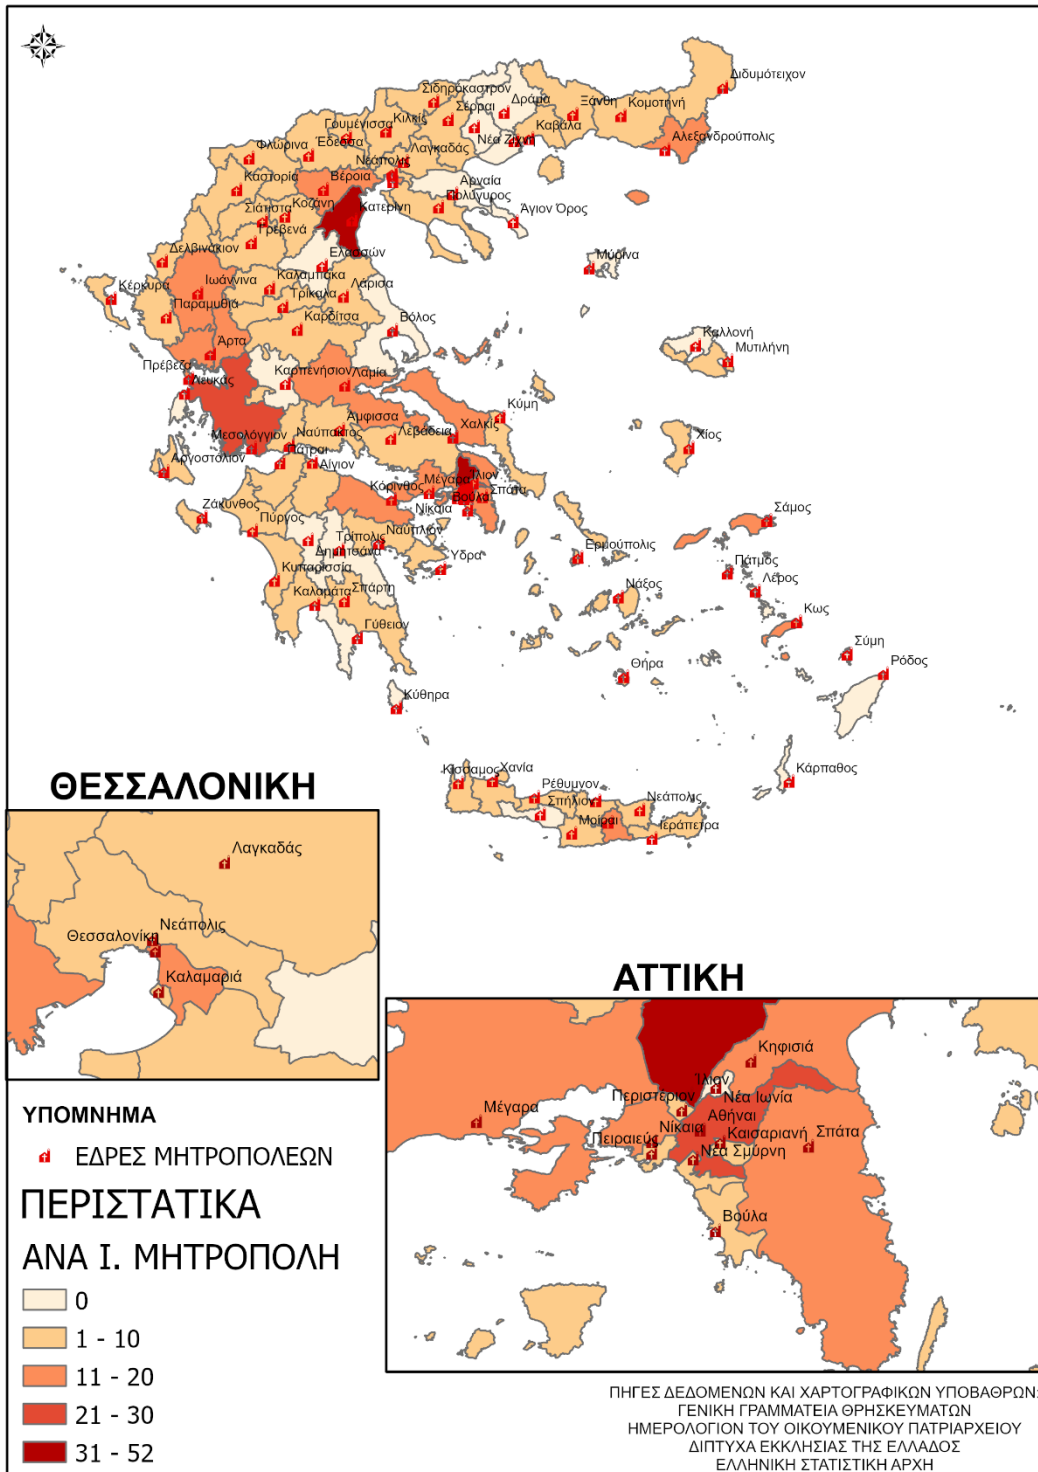 Διδυμότειχον
Σιδηρόκαστρον
Δράμα
Ξάνθη
Κομοτηνή
Σέρραι
Κιλκίς
Γουμένισσα
Καβάλα
Αλεξανδρούπολις
Νέα Ζίχνη
Έδεσσα
Φλώρινα
Λαγκαδάς
Νεάπολις
Βέροια
Καστοριά
Αρναία
Πολύγυρος
Άγιον Όρος
Κοζάνη
Σιάτιστα
Κατερίνη
Γρεβενά
Ελασσών
Δελβινάκιον
Μύρινα
Καλαμπάκα
Ιωάννινα
Λάρισα
Κέρκυρα
Τρίκαλα
Παραμυθιά
Καρδίτσα
Βόλος
Άρτα
Καλλονή
Μυτιλήνη
Πρέβεζα
Λευκάς
Καρπενήσιον
Λαμία
Κύμη
Άμφισσα
Χαλκίς
Μεσολόγγιον
Ναύπακτος
Λεβάδεια
Χίος
Πάτραι
Αργοστόλιον
Αίγιον
Ίλιον
Μέγαρα
Κόρινθος
Σπάτα
Βούλα
Νίκαια
Ζάκυνθος
Πύργος
Σάμος
Ναύπλιον
Τρίπολις
Δημητσάνα
Ερμούπολις
Ύδρα
Πάτμος
Κυπαρισσία
Λέρος
Νάξος
Σπάρτη
Καλαμάτα
Κως
Γύθειον
Σύμη
Ρόδος
Θήρα
Κύθηρα
Κίσσαμος
Χανία
Κάρπαθος
Ρέθυμνον
Σπήλιον
Νεάπολις
Μοίραι
Ιεράπετρα
ΘΕΣΣΑΛΟΝΙΚΗ
Λαγκαδάς
Νεάπολις
Θεσσαλονίκη
Καλαμαριά
ΑΤΤΙΚΗ
Κηφισιά
Ίλιον
Περιστέριον
Νέα Ιωνία
Μέγαρα
Αθήναι
Νίκαια
Πειραιεύς
Καισαριανή
Σπάτα
Νέα Σμύρνη
Βούλα
ΥΠΟΜΝΗΜΑ
ΕΔΡΕΣ ΜΗΤΡΟΠΟΛΕΩΝ
ΠΕΡΙΣΤΑΤΙΚΑ
ΑΝΑ Ι. ΜΗΤΡΟΠΟΛΗ
0
1 - 10
11 - 20
21 - 30
31 - 52
ΠΗΓΕΣ ΔΕΔΟΜΕΝΩΝ ΚΑΙ ΧΑΡΤΟΓΡΑΦΙΚΩΝ ΥΠΟΒΑΘΡΩΝ:
ΓΕΝΙΚΗ ΓΡΑΜΜΑΤΕΙΑ ΘΡΗΣΚΕΥΜΑΤΩΝ
ΗΜΕΡΟΛΟΓΙΟΝ ΤΟΥ ΟΙΚΟΥΜΕΝΙΚΟΥ ΠΑΤΡΙΑΡΧΕΙΟΥ
ΔΙΠΤΥΧΑ ΕΚΚΛΗΣΙΑΣ ΤΗΣ ΕΛΛΑΔΟΣ
ΕΛΛΗΝΙΚΗ ΣΤΑΤΙΣΤΙΚΗ ΑΡΧΗ